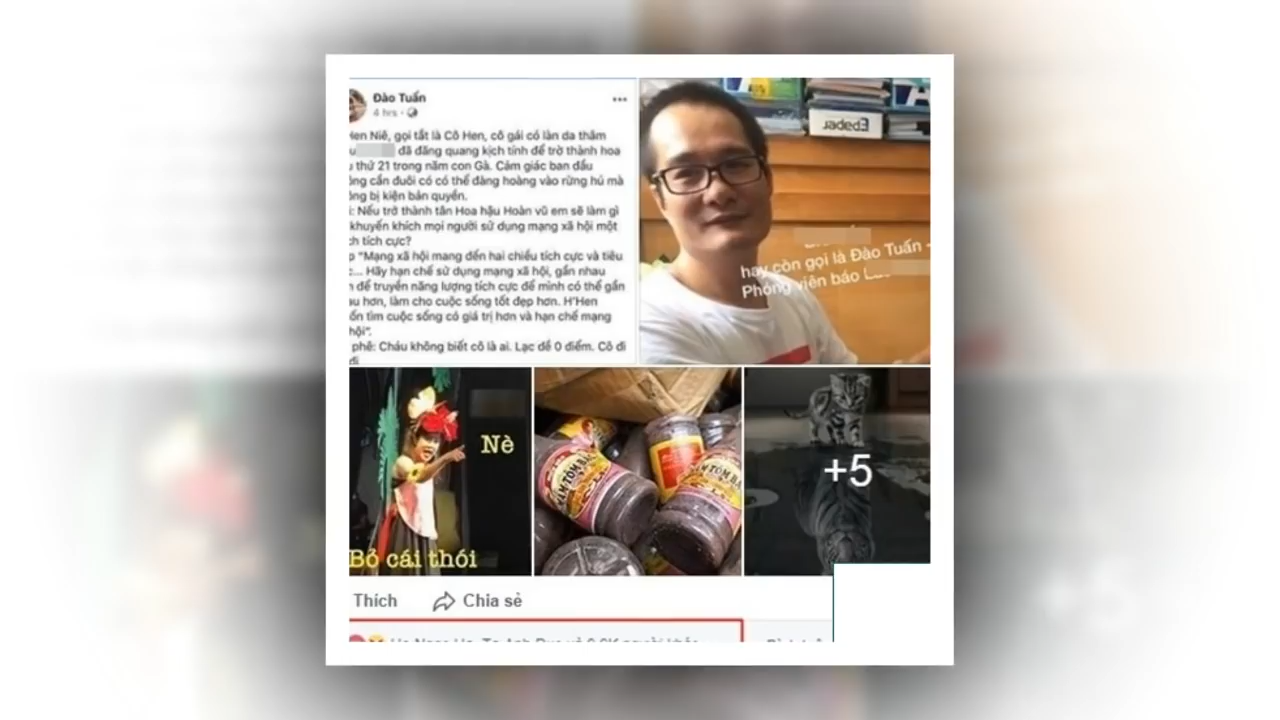 Đào Tuấn
4 hrs
Hen Niê, gọi tắt là Cô Hen, cô gái có làn da thâm
đã đăng quang kịch tính để trở thành hoa
thứ 21 trong năm con Gà. Cảm giác ban đầu
ông cần đuôi có có thể đàng hoàng vào rừng hú mà
ông bị kiện bản quyền.
i: Nếu trở thành tân Hoa hậu Hoàn vũ em sẽ làm gì
khuyến khích mọi người sử dụng mạng xã hội một
ch tích cực?
p "Mạng xã hội mang đến hai chiều tích cực và tiêu
c... Hãy hạn chế sử dụng mạng xã hội, gần nhau
n để truyền năng lượng tích cực để mình có thể gần
au hơn, làm cho cuộc sống tốt đẹp hơn. H'Hen
ốn tìm cuộc sống có giá trị hơn và hạn chế mạng
hội".
phê: Cháu không biết cô là ai. Lạc đề 0 điểm. Cô đi
đi
Jaded3
hay còn gọi là Đào Tuấn -
Phóng viên báo
Nè
Bỏ cái thói
+5
Thích
Chia sẻ